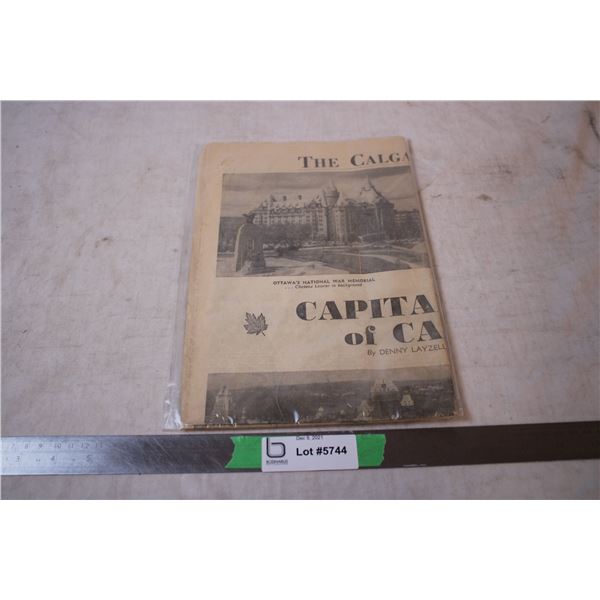 THE CALGA
OTTAWA'S NATIONAL WAR MEMORIAL
... Chateau Laurier in background
CAPITA
of CA
By DENNY LAYZELL
Dec 9, 2021
Lot #5744